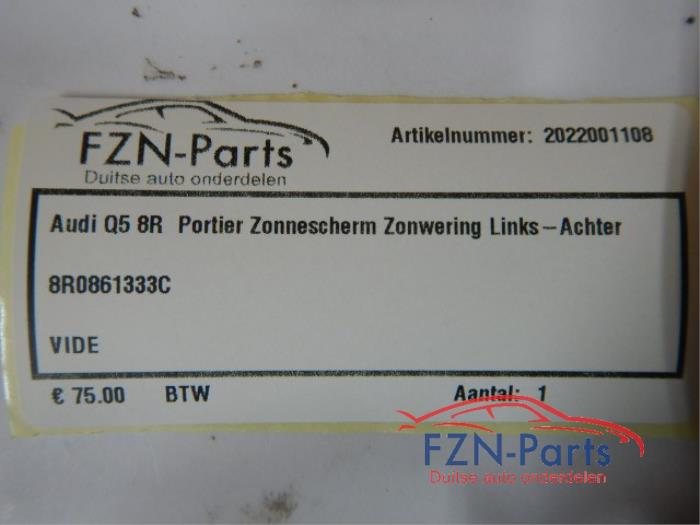 FZN-Parts
Duitse auto onderdelen
Artikelnummer: 2022001108
Audi Q5 8R Portier Zonnescherm Zonwering Links-Achter
8R0861333C
VIDE
€ 75.00 BTW Aantal: 1
FZN-Parts
Duitse auto onderdelen